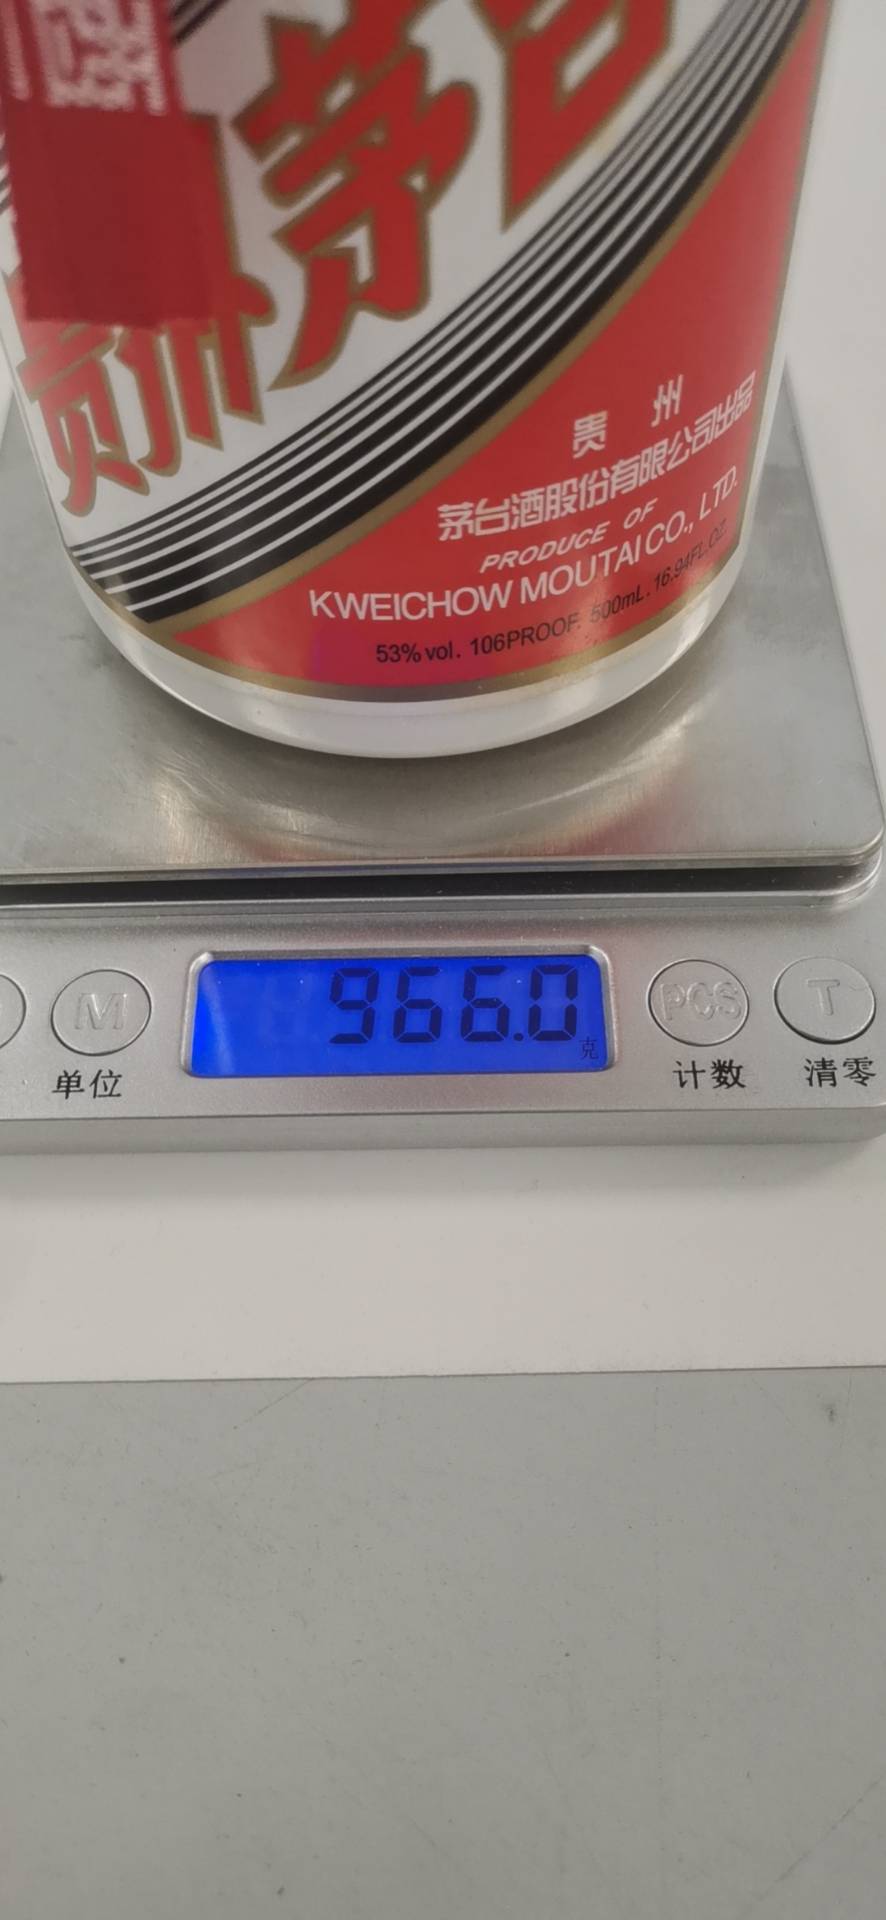 贵州茅台
贵 州
茅台酒股份有限公司出品
PRODUCE OF
KWEICHOW MOUTAI CO., LTD.
53% vol. 106PROOF. 500mL. 16.94FL.OZ.
966.0
克
M
PCS
T
单位
计数
清零